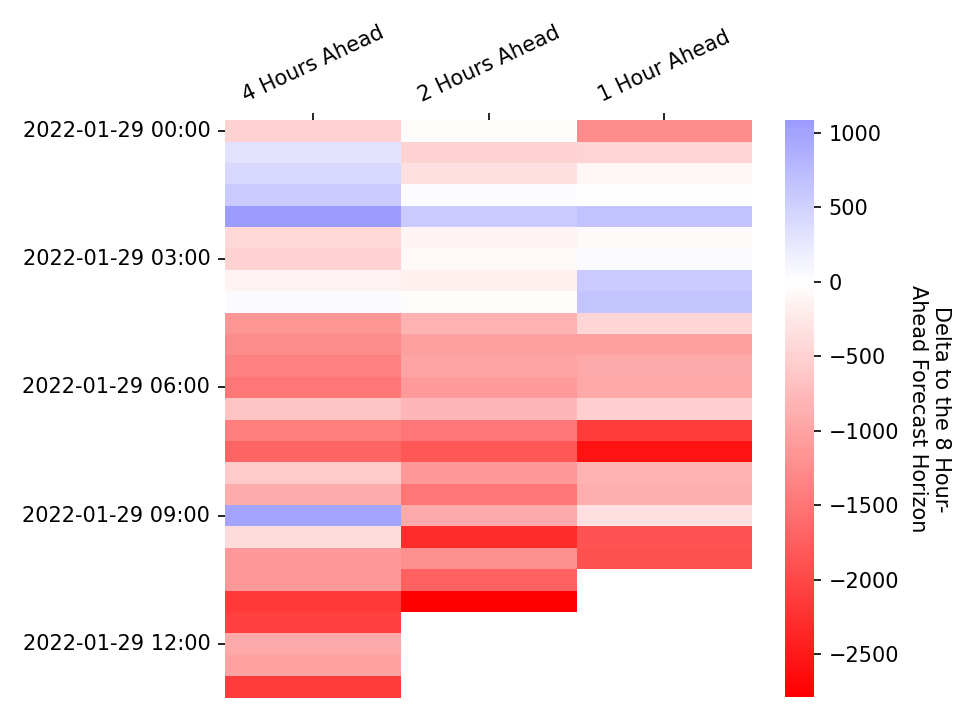 4 Hours Ahead
2 Hours Ahead
1 Hour Ahead
2022-01-29 00:00
2022-01-29 03:00
2022-01-29 06:00
2022-01-29 09:00
2022-01-29 12:00
1000
500
0
−500
−1000
−1500
−2000
−2500
Delta to the 8 Hour-
Ahead Forecast Horizon